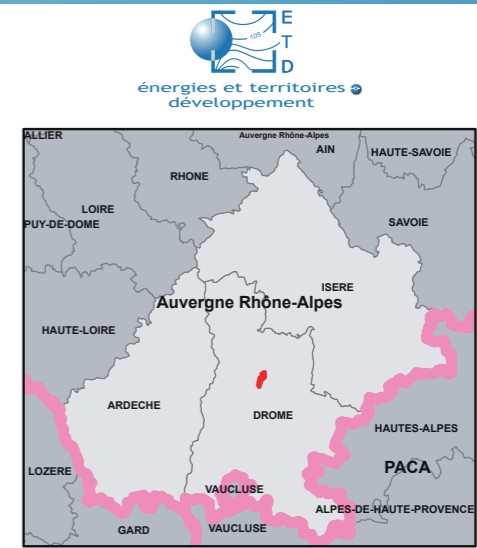 E
T
D
109
énergies et territoires
développement
ALLIER
Auvergne Rhône-Alpes
AIN
HAUTE-SAVOIE
RHONE
LOIRE
PUY-DE-DOME
SAVOIE
ISERE
Auvergne Rhône-Alpes
HAUTE-LOIRE
ARDECHE
DROME
HAUTES-ALPES
PACA
LOZERE
VAUCLUSE
ALPES-DE-HAUTE-PROVENCE
GARD
VAUCLUSE